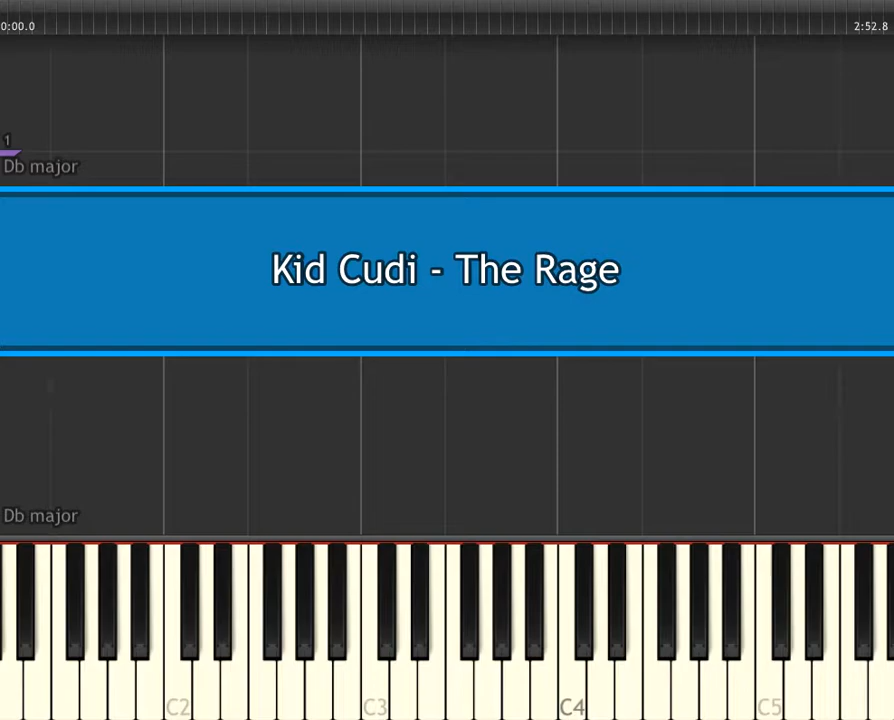 0:00.0 2:52.8
1
Db major
Kid Cudi - The Rage
Db major
C2 C3 C4 C5